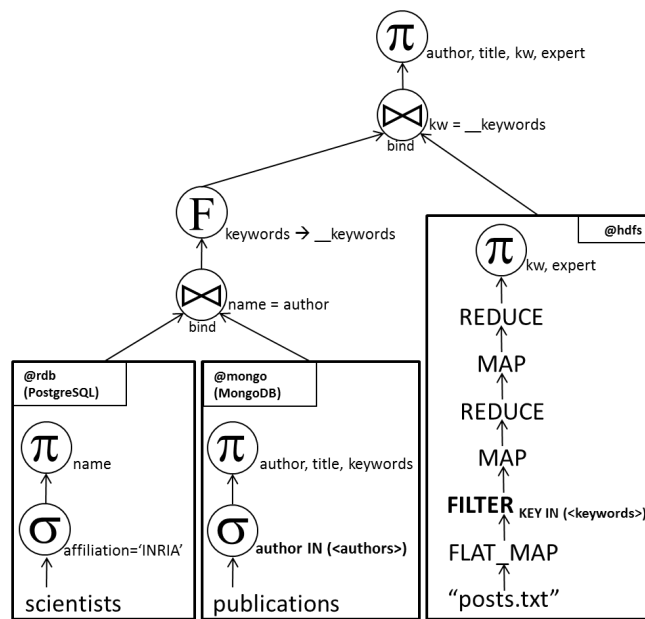 π
author, title, kw, expert
⋈
kw = __keywords
bind
F
keywords → __keywords
⋈
name = author
bind
@rdb
(PostgreSQL)
π
name
σ
affiliation='INRIA'
scientists
@mongo
(MongoDB)
π
author, title, keywords
σ
author IN (<authors>)
publications
@hdfs
π
kw, expert
REDUCE
MAP
REDUCE
MAP
FILTER KEY IN (<keywords>)
FLAT_MAP
“posts.txt”